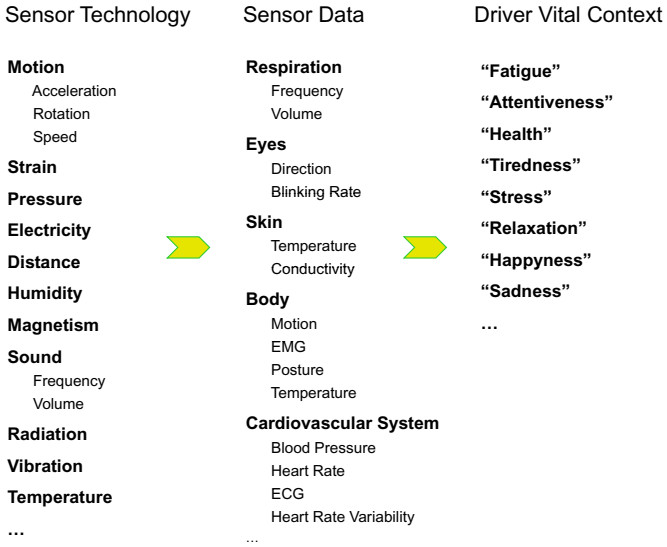 Sensor Technology
Motion
Acceleration
Rotation
Speed
Strain
Pressure
Electricity
Distance
Humidity
Magnetism
Sound
Frequency
Volume
Radiation
Vibration
Temperature
...
Sensor Data
Respiration
Frequency
Volume
Eyes
Direction
Blinking Rate
Skin
Temperature
Conductivity
Body
Motion
EMG
Posture
Temperature
Cardiovascular System
Blood Pressure
Heart Rate
ECG
Heart Rate Variability
...
Driver Vital Context
“Fatigue”
“Attentiveness”
“Health”
“Tiredness”
“Stress”
“Relaxation”
“Happyness”
“Sadness”
...